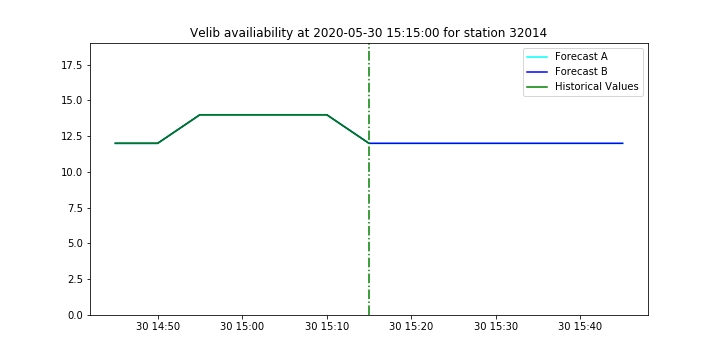 Velib availiability at 2020-05-30 15:15:00 for station 32014
Forecast A
Forecast B
Historical Values
17.5
15.0
12.5
10.0
7.5
5.0
2.5
0.0
30 14:50 30 15:00 30 15:10 30 15:20 30 15:30 30 15:40